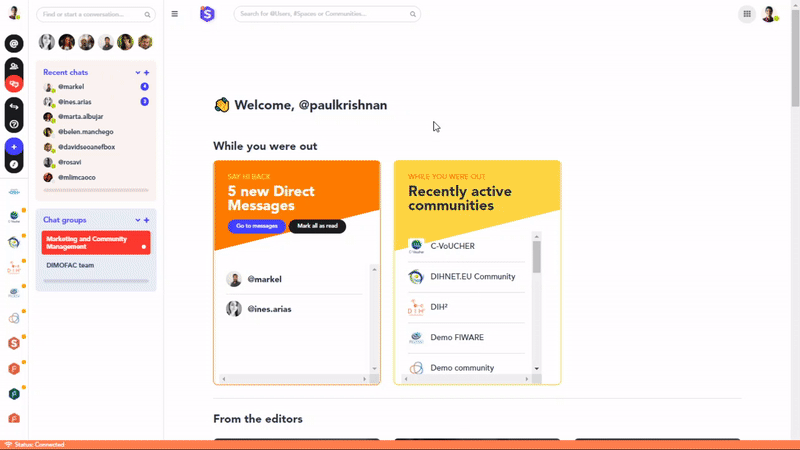 Find or start a conversation...
Search for @Users, #Spaces or Communities...
Recent chats
@markel
4
@ines.arias
3
@marta.albujar
@belen.manchego
@davidseoanefbox
@rosavi
@mlimcaoco
Chat groups
Marketing and Community
Management
DIMOFAC team
Welcome, @paulkrishnan
While you were out
SAY HI BACK
5 new Direct
Messages
Go to messages
Mark all as read
@markel
@ines.arias
WHILE YOU WERE OUT
Recently active
communities
C-VoUCHER
DIHNET.EU Community
DIH²
Demo FIWARE
Demo community
From the editors
Status: Connected